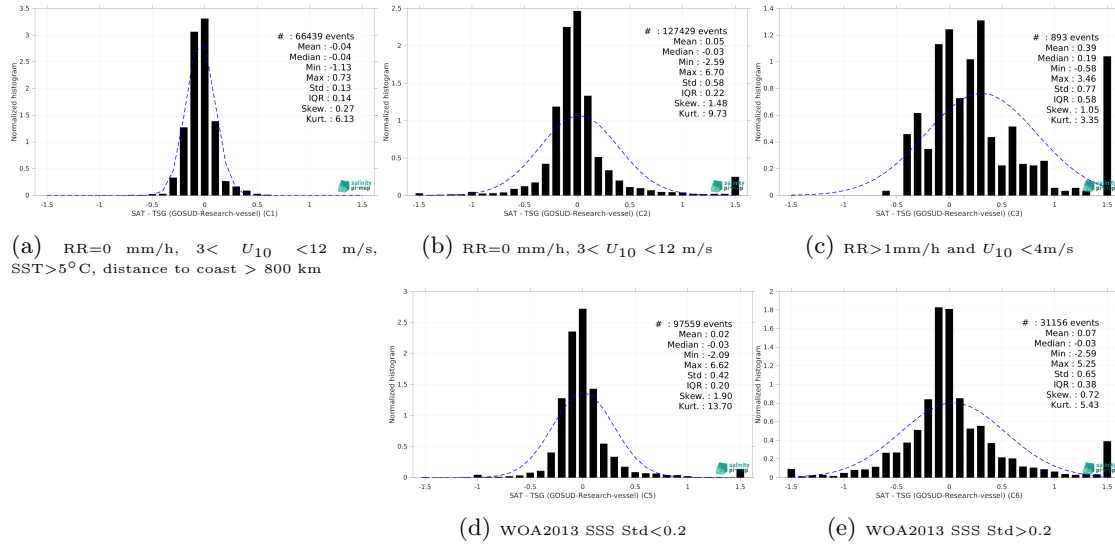 3.5
3
2.5
2
1.5
1
0.5
0
Normalized histogram
# : 66439 events
Mean : -0.04
Median : -0.04
Min : -1.13
Max : 0.73
Std : 0.13
IQR : 0.14
Skew. : 0.27
Kurt. : 6.13
salinity
pi-mep
-1.5 -1 -0.5 0 0.5 1 1.5
SAT - TSG (GOSUD-Research-vessel) (C1)
(a) RR=0 mm/h, 3< U10 <12 m/s,
SST>5°C, distance to coast > 800 km
2.5
2
1.5
1
0.5
0
Normalized histogram
# : 127429 events
Mean : 0.05
Median : -0.03
Min : -2.59
Max : 6.70
Std : 0.58
IQR : 0.22
Skew. : 1.48
Kurt. : 9.73
salinity
pi-mep
-1.5 -1 -0.5 0 0.5 1 1.5
SAT - TSG (GOSUD-Research-vessel) (C2)
(b) RR=0 mm/h, 3< U10 <12 m/s
1.4
1.2
1
0.8
0.6
0.4
0.2
0
Normalized histogram
# : 893 events
Mean : 0.39
Median : 0.19
Min : -0.58
Max : 3.46
Std : 0.77
IQR : 0.58
Skew. : 1.05
Kurt. : 3.35
salinity
pi-mep
-1.5 -1 -0.5 0 0.5 1 1.5
SAT - TSG (GOSUD-Research-vessel) (C3)
(c) RR>1mm/h and U10 <4m/s
3
2.5
2
1.5
1
0.5
0
Normalized histogram
# : 97559 events
Mean : 0.02
Median : -0.03
Min : -2.09
Max : 6.62
Std : 0.42
IQR : 0.20
Skew. : 1.90
Kurt. : 13.70
salinity
pi-mep
-1.5 -1 -0.5 0 0.5 1 1.5
SAT - TSG (GOSUD-Research-vessel) (C5)
(d) WOA2013 SSS Std<0.2
2
1.8
1.6
1.4
1.2
1
0.8
0.6
0.4
0.2
0
Normalized histogram
# : 31156 events
Mean : 0.07
Median : -0.03
Min : -2.59
Max : 5.25
Std : 0.65
IQR : 0.38
Skew. : 0.72
Kurt. : 5.43
salinity
pi-mep
-1.5 -1 -0.5 0 0.5 1 1.5
SAT - TSG (GOSUD-Research-vessel) (C6)
(e) WOA2013 SSS Std>0.2